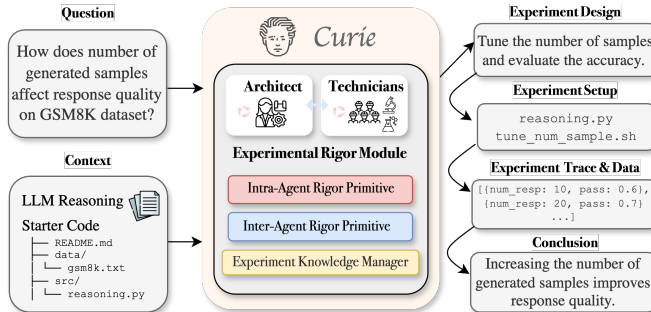 Question
How does number of
generated samples
affect response quality
on GSM8K dataset?
Context
LLM Reasoning
Starter Code
README.md
data/
gsm8k.txt
src/
reasoning.py
Curie
Architect
Technicians
Experimental Rigor Module
Intra-Agent Rigor Primitive
Inter-Agent Rigor Primitive
Experiment Knowledge Manager
Experiment Design
Tune the number of samples
and evaluate the accuracy.
Experiment Setup
reasoning.py
tune_num_sample.sh
Experiment Trace & Data
[{num_resp: 10, pass: 0.6},
{num_resp: 20, pass: 0.7}
...]
Conclusion
Increasing the number of
generated samples improves
response quality.